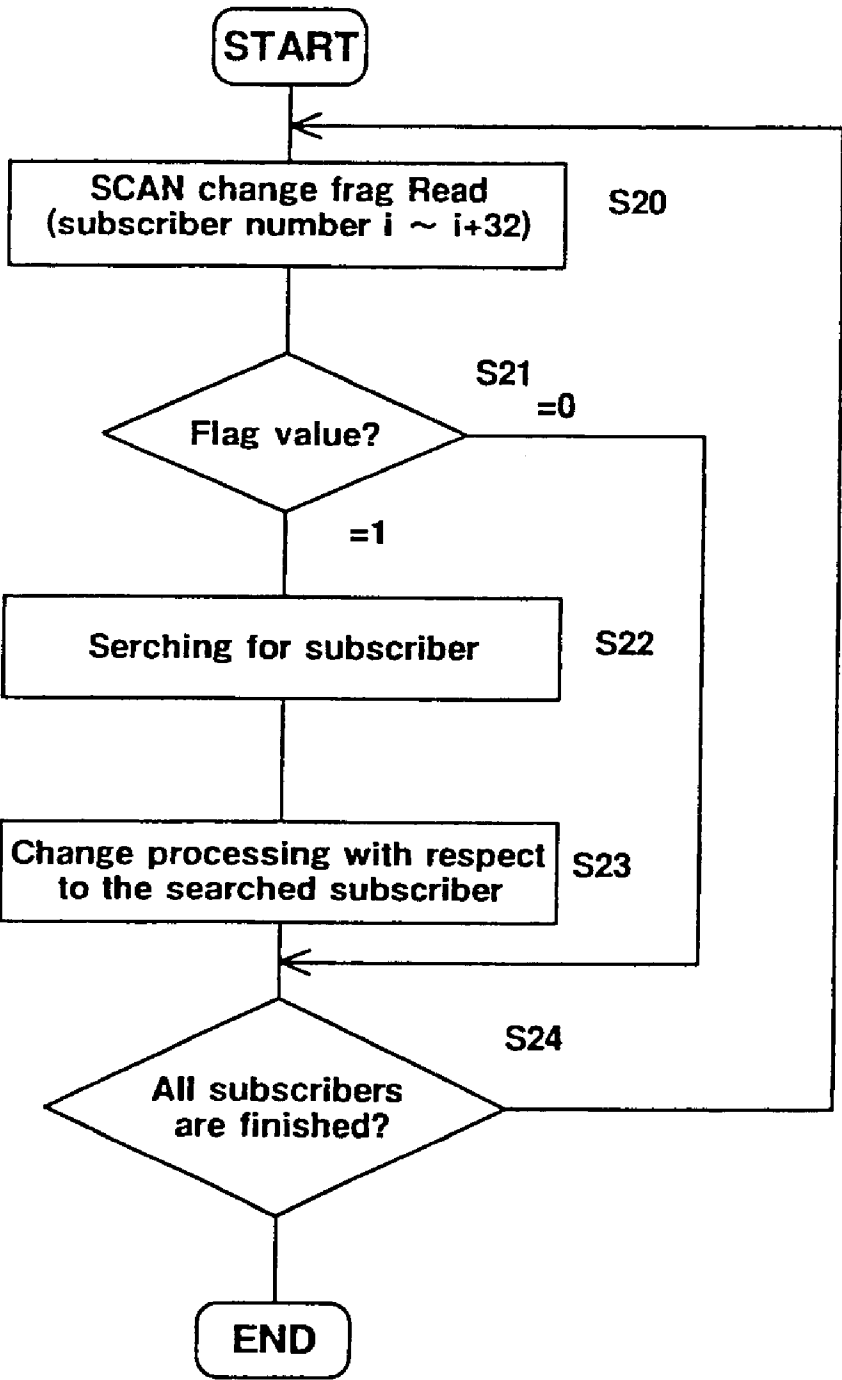 START
SCAN change frag Read
(subscriber number i ~ i+32)
S20
S21
=0
Flag value?
=1
Serching for subscriber
S22
Change processing with respect
to the searched subscriber
S23
S24
All subscribers
are finished?
END